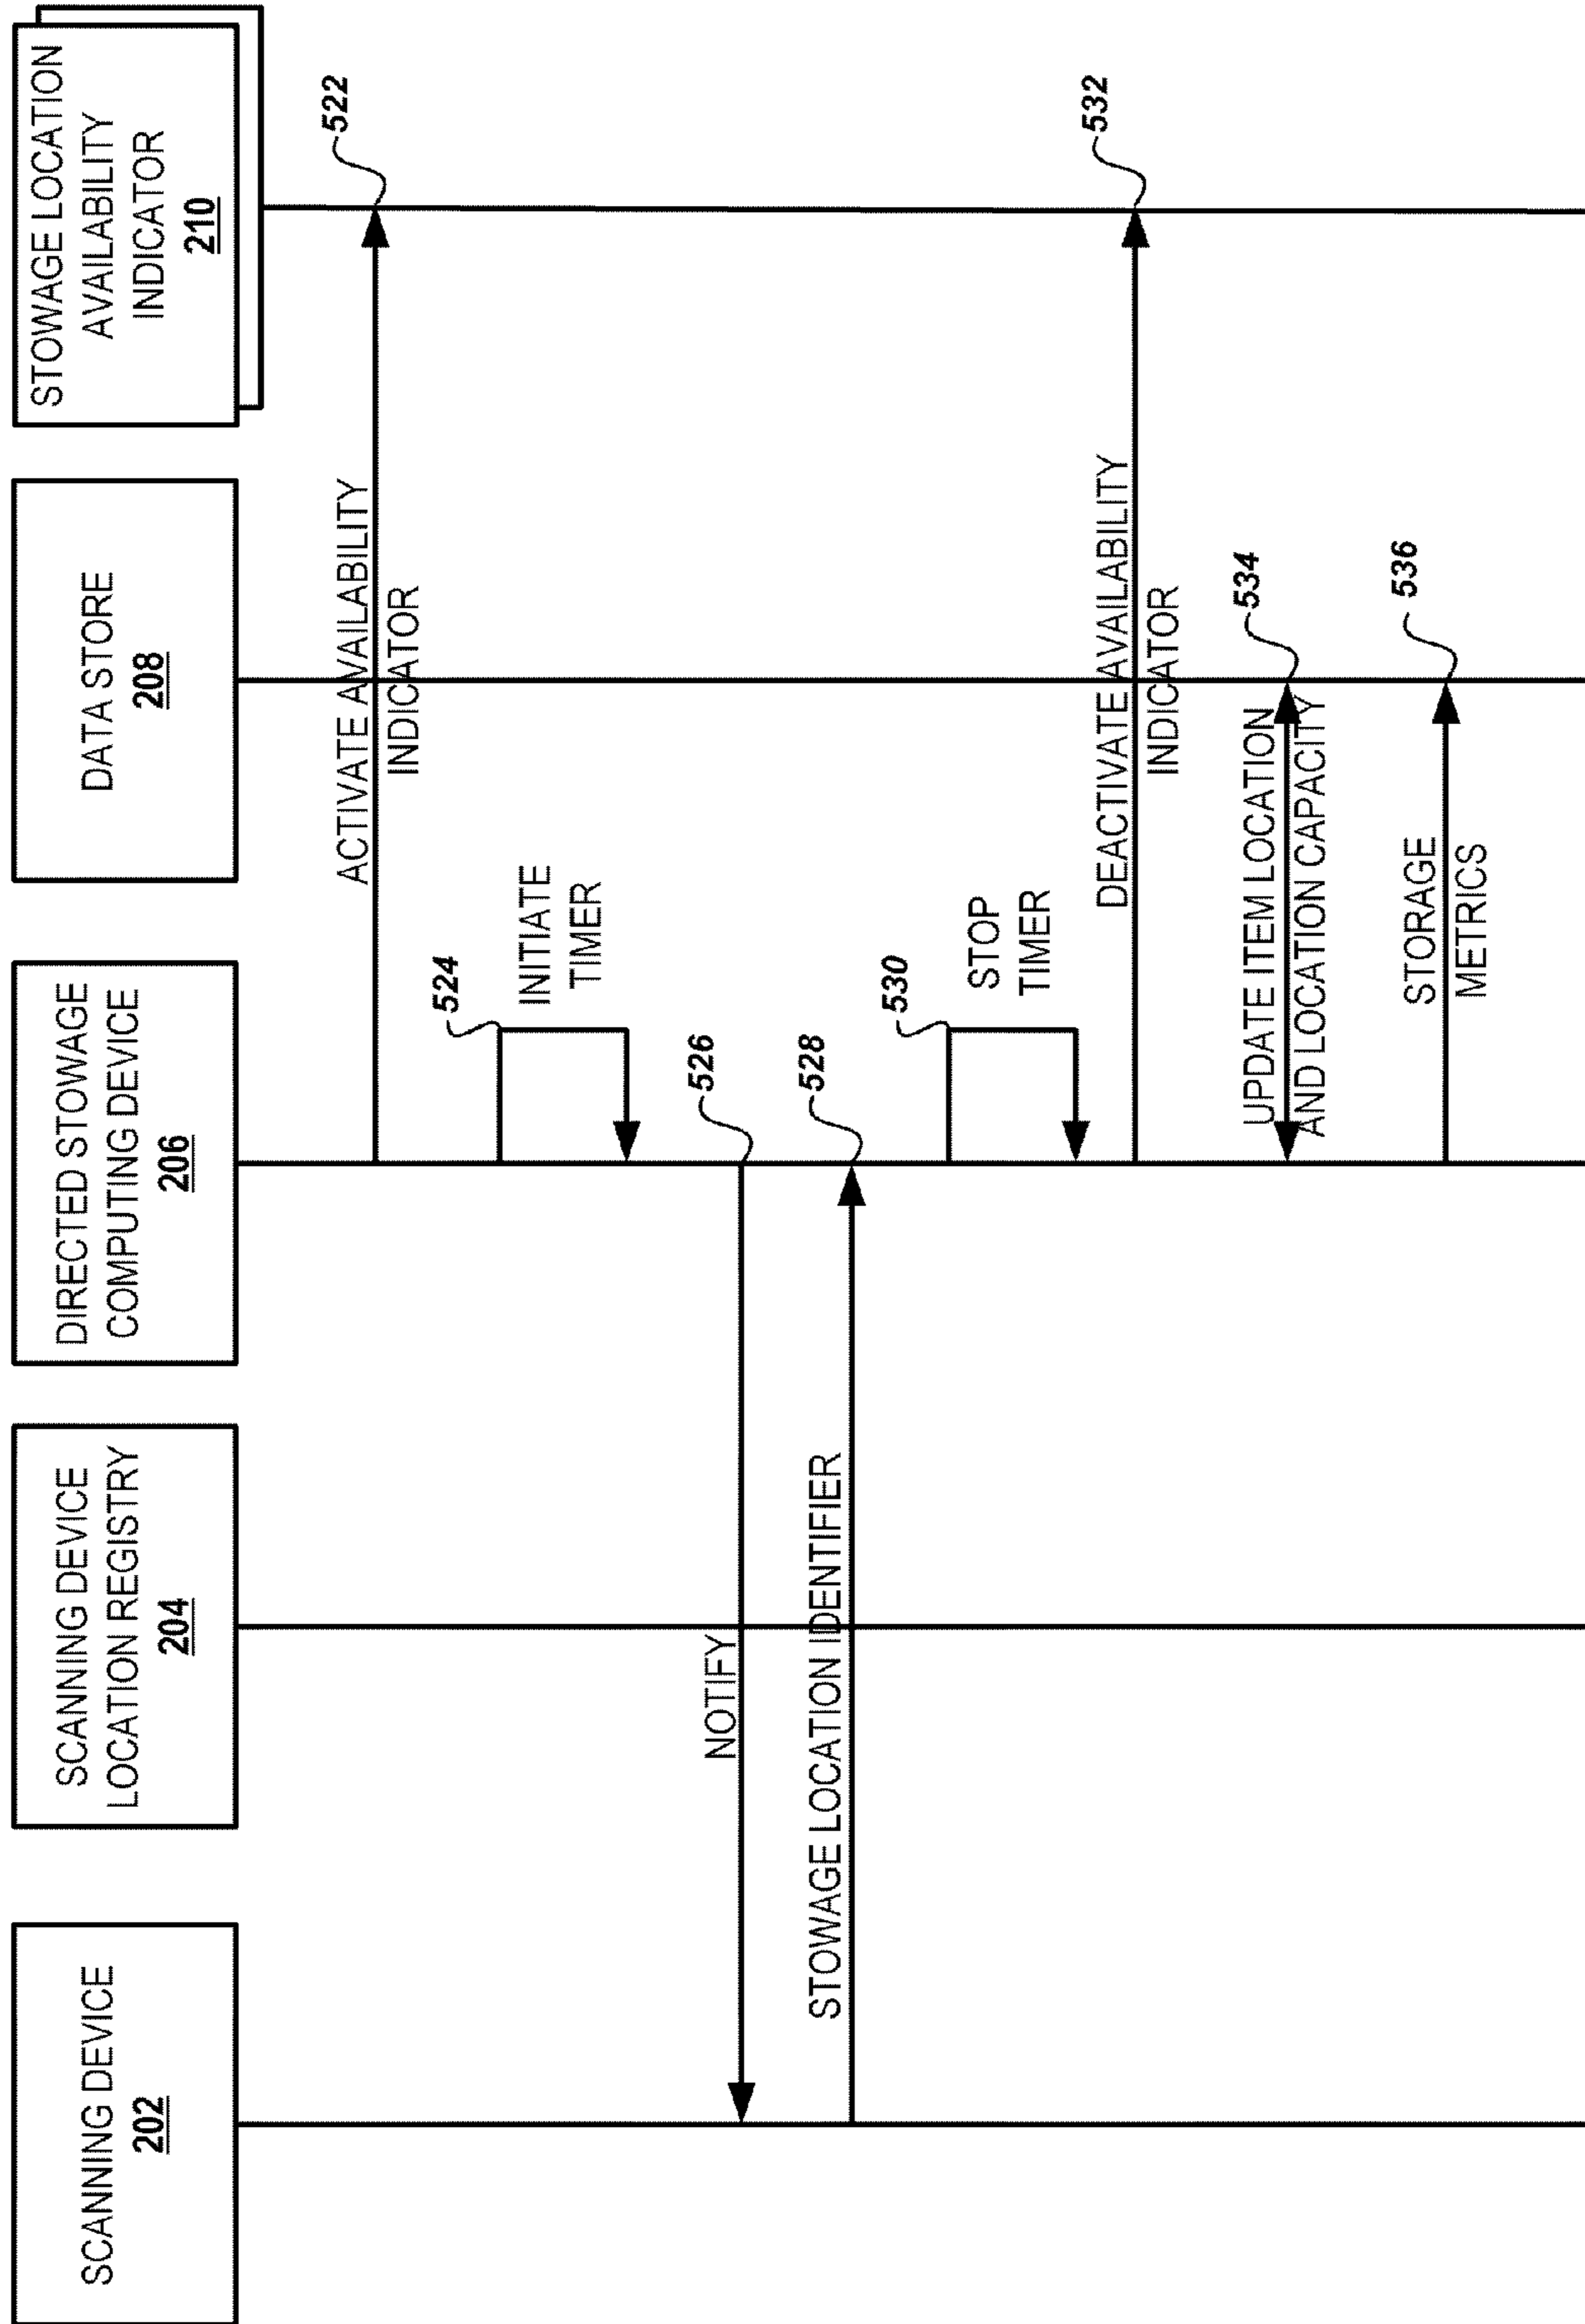 SCANNING DEVICE
202
SCANNING DEVICE
LOCATION REGISTRY
204
DIRECTED STOWAGE
COMPUTING DEVICE
206
DATA STORE
208
STOWAGE LOCATION
AVAILABILITY
INDICATOR
210
522
ACTIVATE AVAILABILITY
INDICATOR
524
INITIATE
TIMER
526
NOTIFY
528
STOWAGE LOCATION IDENTIFIER
530
STOP
TIMER
532
DEACTIVATE AVAILABILITY
INDICATOR
534
UPDATE ITEM LOCATION
AND LOCATION CAPACITY
536
STORAGE
METRICS